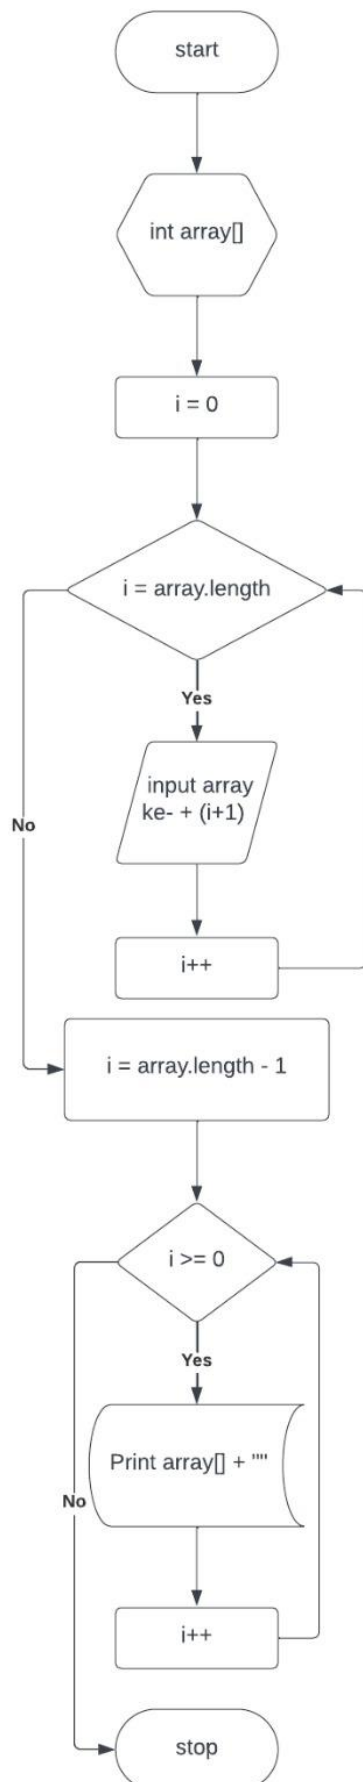 start
int array[]
i = 0
i = array.length
Yes
input array
ke- + (i+1)
No
i++
i = array.length - 1
i >= 0
Yes
Print array[] + ""
No
i++
stop